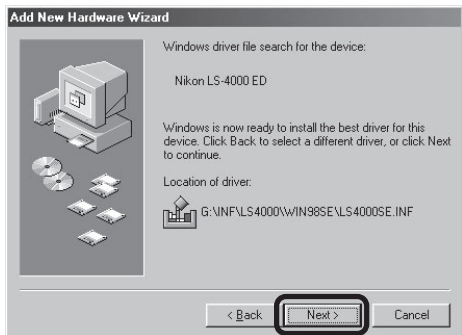 Add New Hardware Wizard
Windows driver file search for the device:
Nikon LS-4000 ED
Windows is now ready to install the best driver for this
device. Click Back to select a different driver, or click Next
to continue.
Location of driver:
G:\INF\LS4000\WIN98SE\LS4000SE.INF
< Back
Next >
Cancel